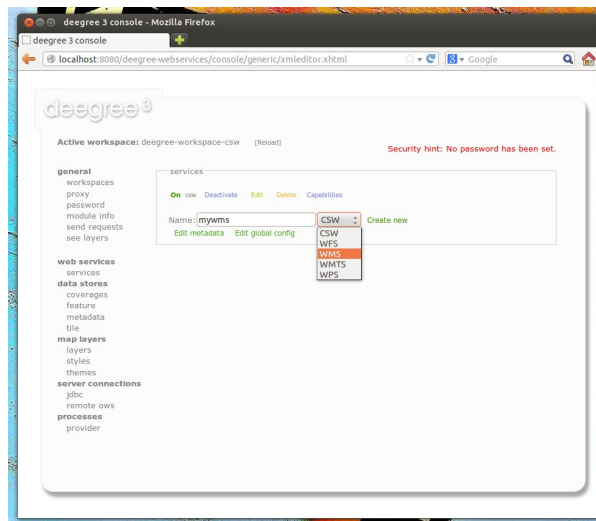 deegree 3 console - Mozilla Firefox
deegree 3 console
localhost:8080/deegree-webservices/console/generic/xmleditor.xhtml
Google
deegree 3
Active workspace: deegree-workspace-csw [Reload]
Security hint: No password has been set.
general
workspaces
proxy
password
module info
send requests
see layers
web services
services
data stores
coverages
feature
metadata
tile
map layers
layers
styles
themes
server connections
jdbc
remote ows
processes
provider
services
On csw Deactivate Edit Delete Capabilities
Name: mywms CSW Create new
Edit metadata Edit global config
CSW
WFS
WMS
WMTS
WPS